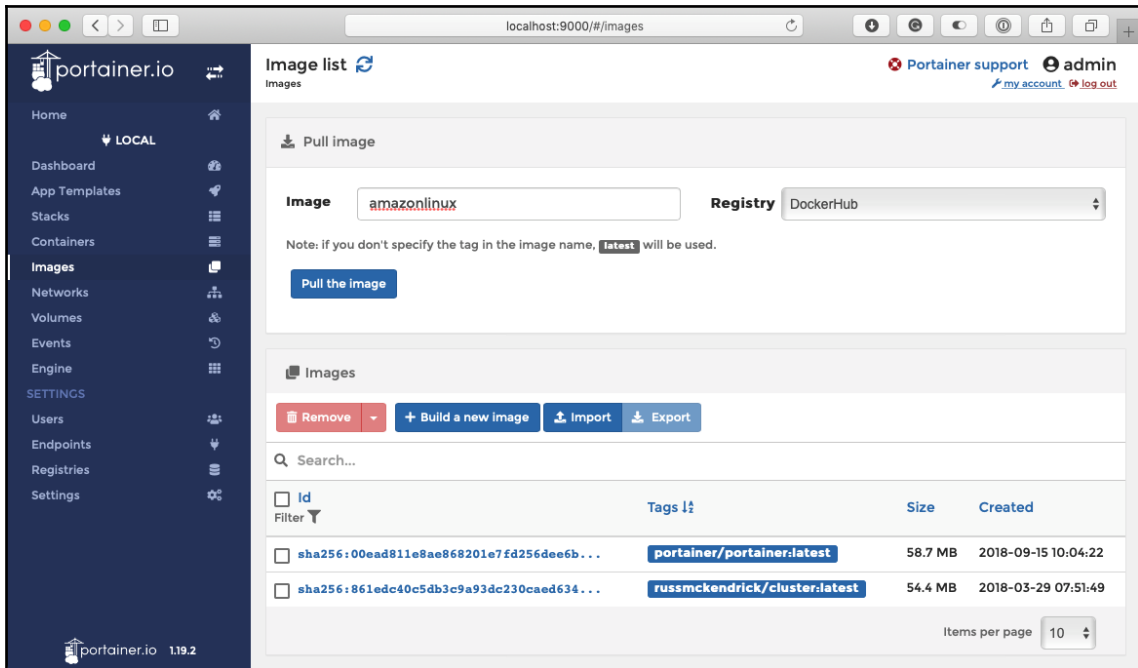 localhost:9000/#/images
portainer.io
Image list
Images
Portainer support admin
my account log out
Home
LOCAL
Dashboard
App Templates
Stacks
Containers
Images
Networks
Volumes
Events
Engine
SETTINGS
Users
Endpoints
Registries
Settings
portainer.io 1.19.2
Pull image
Image amazonlinux Registry DockerHub
Note: if you don't specify the tag in the image name, latest will be used.
Pull the image
Images
Remove + Build a new image Import Export
Search...
Id Tags Size Created
Filter
sha256:00ead811e8ae868201e7fd256dee6b... portainer/portainer:latest 58.7 MB 2018-09-15 10:04:22
sha256:861edc40c5db3c9a93dc230caed634... russmckendrick/cluster:latest 54.4 MB 2018-03-29 07:51:49
Items per page 10